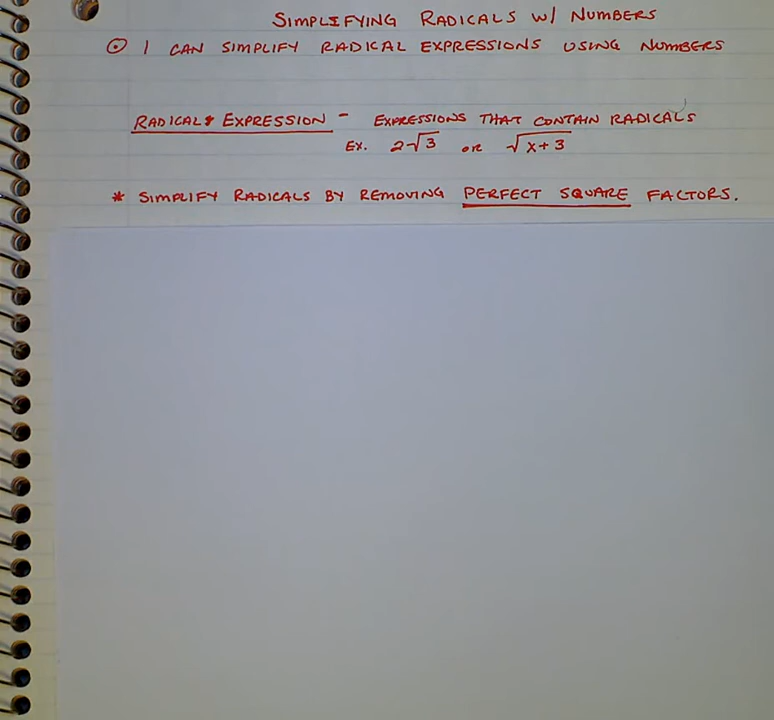 SIMPLIFYING RADICALS W/ NUMBERS
⊙ I CAN SIMPLIFY RADICAL EXPRESSIONS USING NUMBERS
RADICAL EXPRESSION - EXPRESSIONS THAT CONTAIN RADICALS
EX. 2√3 OR √(x+3)
* SIMPLIFY RADICALS BY REMOVING PERFECT SQUARE FACTORS.